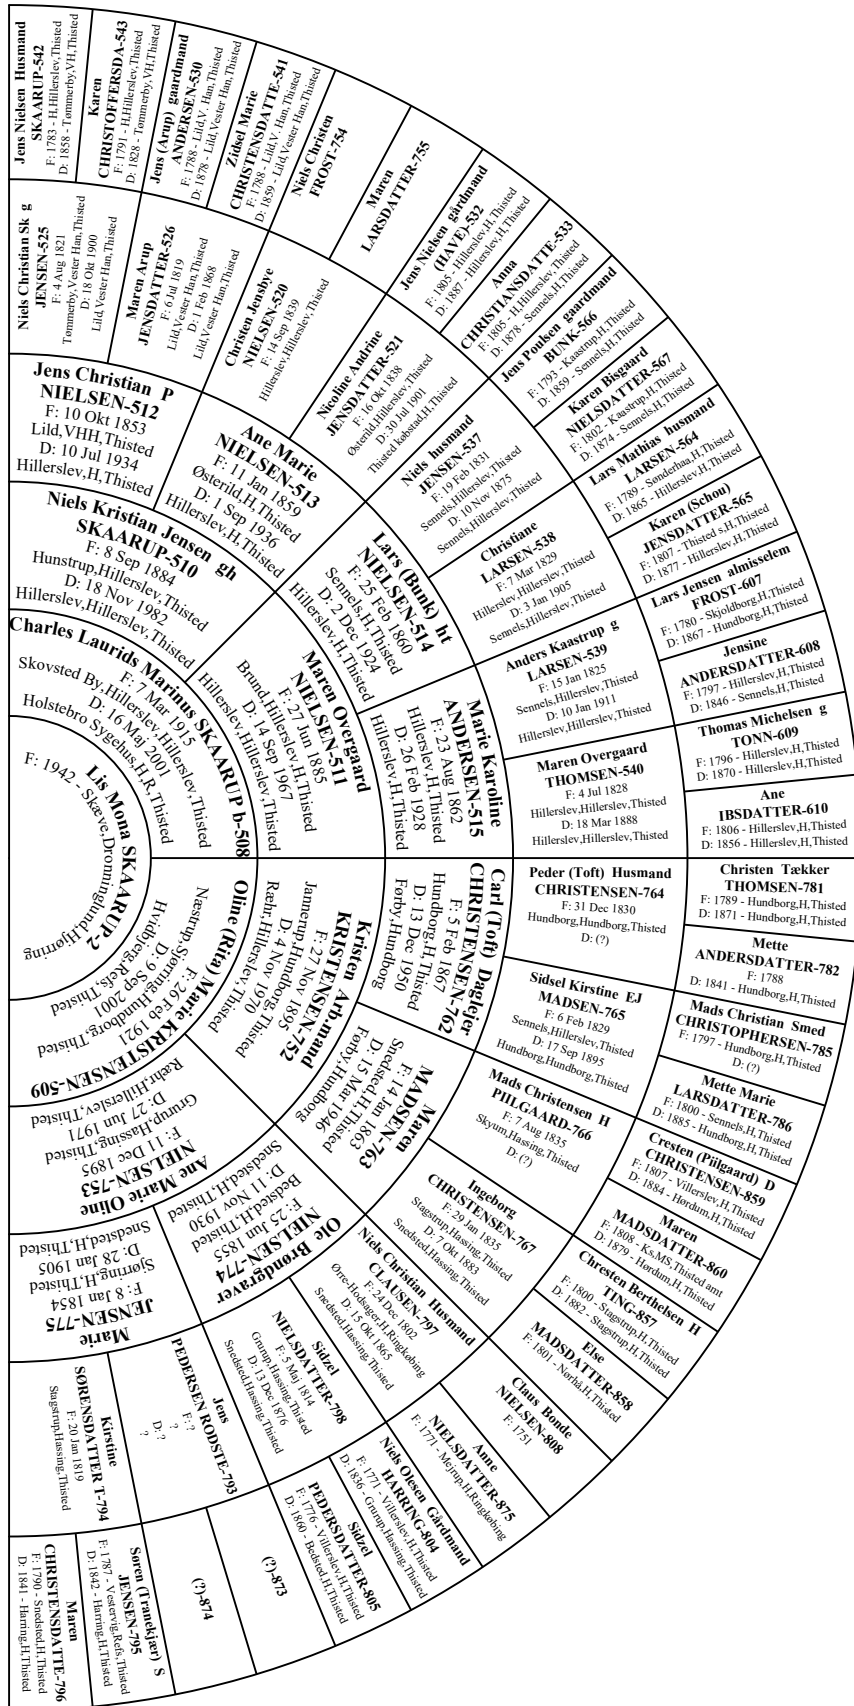 Lis Mona SKAARUP-2
F: 1942 - Skæve,Dronninglund,Hjørring
Charles Laurids Marinus SKAARUP b-508
F: 7 Mar 1915
Skovsted By,Hillerslev,Hillerslev,Thisted
D: 16 Maj 2001
Holstebro Sygehus,H,R,Thisted
Oline (Rita) Marie KRISTENSEN-509
F: 26 Feb 1921
Næstrup,Sjørring,Hundborg,Thisted
D: 9 Sep 2001
Hvidbjerg,Refs,Thisted
Niels Kristian Jensen gh
SKAARUP-510
F: 8 Sep 1884
Hunstrup,Hillerslev,Thisted
D: 18 Nov 1982
Hillerslev,Hillerslev,Thisted
Maren Overgaard
NIELSEN-511
F: 27 Jun 1885
Brund,Hillerslev,H,Thisted
D: 14 Sep 1967
Hillerslev,Hillerslev,Thisted
Kristen Arb.mand
KRISTENSEN-752
F: 27 Nov 1895
Jannerup,Hundborg,Thisted
D: 4 Nov 1970
Ræhr,Hillerslev,Thisted
Ane Marie Oline
NIELSEN-753
F: 11 Dec 1895
Grurup,Hassing,Thisted
D: 27 Jun 1971
Ræhr,Hillerslev,Thisted
Jens Christian P
NIELSEN-512
F: 10 Okt 1853
Lild,VHH,Thisted
D: 10 Jul 1934
Hillerslev,H,Thisted
Ane Marie
NIELSEN-513
F: 11 Jan 1859
Østerild,H,Thisted
D: 1 Sep 1936
Hillerslev,H,Thisted
Lars (Bunk) ht
NIELSEN-514
F: 25 Feb 1860
Sennels,H,Thisted
D: 2 Dec 1924
Hillerslev,H,Thisted
Marie Karoline
ANDERSEN-515
F: 23 Aug 1862
Hillerslev,H,Thisted
D: 26 Feb 1928
Hillerslev,H,Thisted
Carl (Toft) Daglejer
CHRISTENSEN-762
F: 5 Feb 1867
Hundborg,H,Thisted
D: 13 Dec 1950
Førby,Hundborg
Maren
MADSEN-763
F: 14 Jan 1863
Snedsted,H,Thisted
D: 15 Mar 1946
Førby,Hundborg
Ole Brøndgraver
NIELSEN-774
F: 25 Jun 1855
Bedsted,H,Thisted
D: 11 Nov 1930
Snedsted,H,Thisted
Marie
JENSEN-775
F: 8 Jan 1854
Sjørring,H,Thisted
D: 28 Jan 1905
Snedsted,H,Thisted
Niels Christian Sk g
JENSEN-525
F: 4 Aug 1821
Tømmerby,Vester Han,Thisted
D: 18 Okt 1900
Lild,Vester Han,Thisted
Maren Arup
JENSDATTER-526
F: 6 Jul 1819
Lild,Vester Han,Thisted
D: 1 Feb 1868
Lild,Vester Han,Thisted
Christen Jensbye
NIELSEN-520
F: 14 Sep 1839
Hillerslev,Hillerslev,Thisted
Nicoline Andrine
JENSDATTER-521
F: 16 Okt 1838
Østerild,Hillerslev,Thisted
D: 30 Jul 1901
Thisted købstad,H,Thisted
Niels husmand
JENSEN-537
F: 19 Feb 1831
Sennels,Hillerslev,Thisted
D: 10 Nov 1875
Sennels,Hillerslev,Thisted
Christiane
LARSEN-538
F: 7 Mar 1829
Hillerslev,Hillerslev,Thisted
D: 3 Jan 1905
Sennels,Hillerslev,Thisted
Anders Kaastrup g
LARSEN-539
F: 15 Jan 1825
Sennels,Hillerslev,Thisted
D: 10 Jan 1911
Hillerslev,Hillerslev,Thisted
Maren Overgaard
THOMSEN-540
F: 4 Jul 1828
Hillerslev,Hillerslev,Thisted
D: 18 Mar 1888
Hillerslev,Hillerslev,Thisted
Peder (Toft) Husmand
CHRISTENSEN-764
F: 31 Dec 1830
Hundborg,Hundborg,Thisted
D: (?)
Sidsel Kirstine EJ
MADSEN-765
F: 6 Feb 1829
Sennels,Hillerslev,Thisted
D: 17 Sep 1895
Hundborg,Hundborg,Thisted
Mads Christensen H
PIILGAARD-766
F: 7 Aug 1835
Skyum,Hassing,Thisted
D: (?)
Ingeborg
CHRISTENSEN-767
F: 29 Jan 1835
Stagstrup,Hassing,Thisted
D: 7 Okt 1883
Snedsted,Hassing,Thisted
Niels Christian Husmand
CLAUSEN-797
F: 24 Dec 1802
Ørre-Hodsager,H,Ringkøbing
D: 15 Okt 1865
Snedsted,Hassing,Thisted
Sidzel
NIELSDATTER-798
F: 5 Maj 1814
Grurup,Hassing,Thisted
D: 13 Dec 1876
Snedsted,Hassing,Thisted
Jens
PEDERSEN RODSTE-793
F: ?
?
D: ?
?
Kirstine
SØRENSDATTER T-794
F: 20 Jan 1819
Stagstrup,Hassing,Thisted
Jens Nielsen Husmand
SKAARUP-542
F: 1783 - H,Hillerslev,Thisted
D: 1858 - Tømmerby,VH,Thisted
Karen
CHRISTOFFERSDA-543
F: 1791 - H,Hillerslev,Thisted
D: 1828 - Tømmerby,VH,Thisted
Jens (Arup) gaardmand
ANDERSEN-530
F: 1788 - Lild,V. Han,Thisted
D: 1878 - Lild,Vester Han,Thisted
Zidsel Marie
CHRISTENSDATTE-541
F: 1788 - Lild,V. Han,Thisted
D: 1859 - Lild,Vester Han,Thisted
Niels Christen
FROST-754
Maren
LARSDATTER-755
Jens Nielsen gårdmand
(HAVE)-532
F: 1805 - Hillerslev,H,Thisted
D: 1887 - Hillerslev,H,Thisted
Anna
CHRISTIANSDATTE-533
F: 1805 - H,Hillerslev,Thisted
D: 1878 - Sennels,H,Thisted
Jens Poulsen gaardmand
BUNK-566
F: 1793 - Kaastrup,H,Thisted
D: 1859 - Sennels,H,Thisted
Karen Bisgaard
NIELSDATTER-567
F: 1802 - Kaastrup,H,Thisted
D: 1874 - Sennels,H,Thisted
Lars Mathias husmand
LARSEN-564
F: 1789 - Sønderhaa,H,Thisted
D: 1865 - Hillerslev,H,Thisted
Karen (Schou)
JENSDATTER-565
F: 1807 - Thisted s,H,Thisted
D: 1877 - Hillerslev,H,Thisted
Lars Jensen almisselem
FROST-607
F: 1780 - Skjoldborg,H,Thisted
D: 1867 - Hundborg,H,Thisted
Jensine
ANDERSDATTER-608
F: 1797 - Hillerslev,H,Thisted
D: 1846 - Sennels,H,Thisted
Thomas Michelsen g
TONN-609
F: 1796 - Hillerslev,H,Thisted
D: 1870 - Hillerslev,H,Thisted
Ane
IBSDATTER-610
F: 1806 - Hillerslev,H,Thisted
D: 1856 - Hillerslev,H,Thisted
Christen Tækker
THOMSEN-781
F: 1789 - Hundborg,H,Thisted
D: 1871 - Hundborg,H,Thisted
Mette
ANDERSDATTER-782
F: 1788
D: 1841 - Hundborg,H,Thisted
Mads Christian Smed
CHRISTOPHERSEN-785
F: 1797 - Hundborg,H,Thisted
D: (?)
Mette Marie
LARSDATTER-786
F: 1800 - Sennels,H,Thisted
D: 1885 - Hundborg,H,Thisted
Cresten (Piilgaard) D
CHRISTENSEN-859
F: 1807 - Villerslev,H,Thisted
D: 1884 - Hørdum,H,Thisted
Maren
MADSDATTER-860
F: 1808 - Ks.MS,Thisted amt
D: 1879 - Hørdum,H,Thisted
Chresten Berthelsen H
TING-857
F: 1800 - Stagstrup,H,Thisted
D: 1882 - Stagstrup,H,Thisted
Else
MADSDATTER-858
F: 1801 - Nørhå,H,Thisted
Claus Bonde
NIELSEN-808
F: 1751
Anne
NIELSDATTER-875
F: 1771 - Mejrup,H,Ringkøbing
Niels Olesen Gårdmand
HARRING-804
F: 1771 - Villerslev,H,Thisted
D: 1836 - Grurup,Hassing,Thisted
Sidzel
PEDERSDATTER-805
F: 1776 - Villerslev,H,Thisted
D: 1860 - Bedsted,H,Thisted
(?)-873
(?)-874
Søren (Tranekjær) S
JENSEN-795
F: 1787 - Vestervig,Refs,Thisted
D: 1842 - Harring,H,Thisted
Maren
CHRISTENSDATTE-796
F: 1790 - Snedsted,H,Thisted
D: 1841 - Harring,H,Thisted